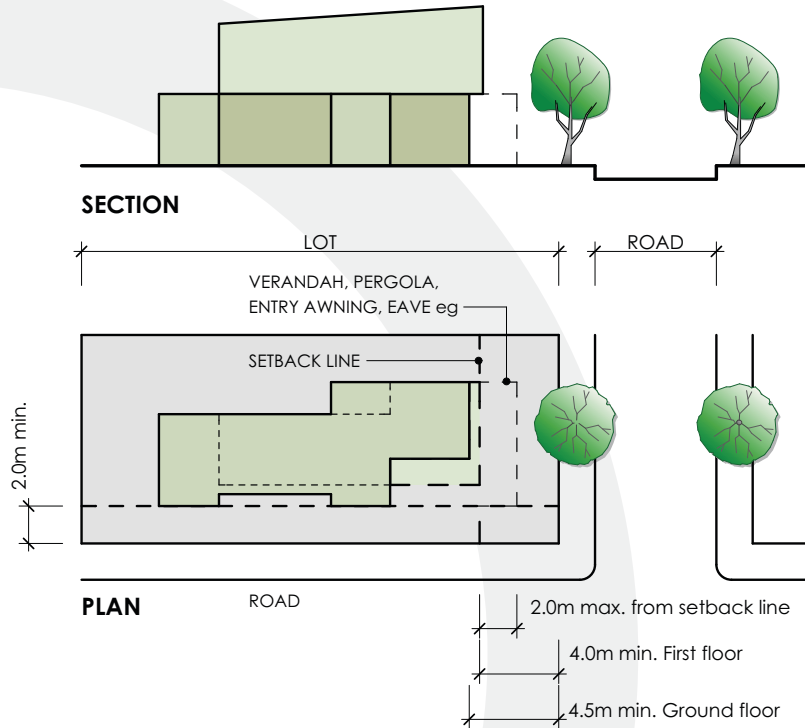 SECTION
LOT
ROAD
VERANDAH, PERGOLA,
ENTRY AWNING, EAVE eg
SETBACK LINE
2.0m min.
PLAN
ROAD
2.0m max. from setback line
4.0m min. First floor
4.5m min. Ground floor